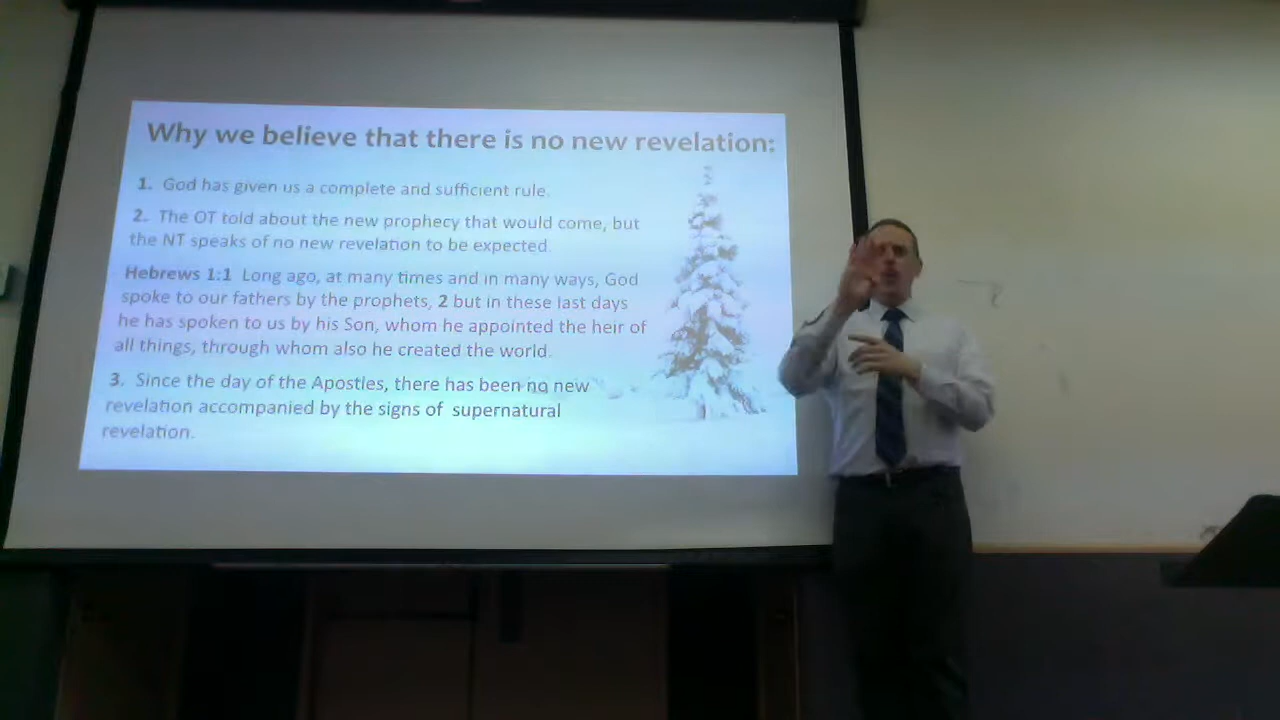 Why we believe that there is no new revelation:
1. God has given us a complete and sufficient rule.
2. The OT told about the new prophecy that would come, but
the NT speaks of no new revelation to be expected.
Hebrews 1:1 Long ago, at many times and in many ways, God
spoke to our fathers by the prophets, 2 but in these last days
he has spoken to us by his Son, whom he appointed the heir of
all things, through whom also he created the world.
3. Since the day of the Apostles, there has been no new
revelation accompanied by the signs of supernatural
revelation.